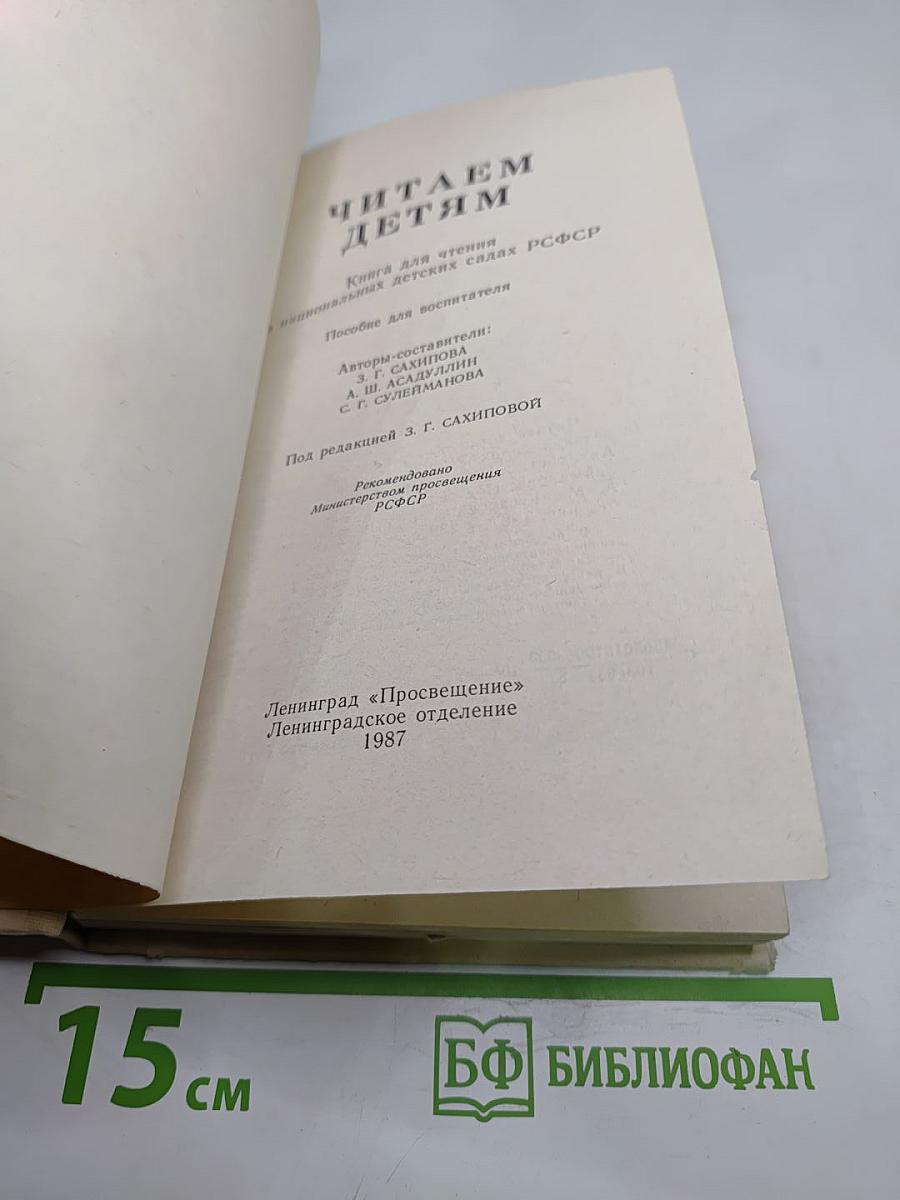 ЧИТАЕМ
ДЕТЯМ
Книга для чтения
в национальных детских садах РСФСР
Пособие для воспитателя
Авторы-составители:
З. Г. САХИПОВА
А. Ш. АСАДУЛЛИН
С. Г. СУЛЕЙМАНОВА
Под редакцией З. Г. САХИПОВОЙ
Рекомендовано
Министерством просвещения
РСФСР
Ленинград «Просвещение»
Ленинградское отделение
1987
15 см
БФ БИБЛИОФАН